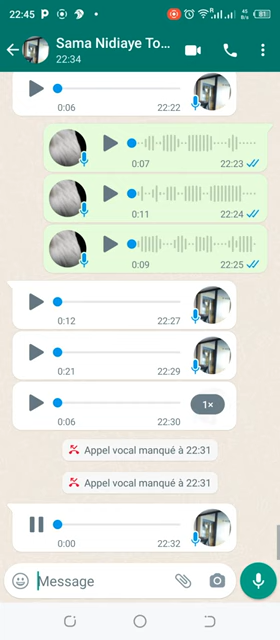 22:45
45 B/s 81
Sama Nidiaye To...
22:34
0:06 22:22
0:07 22:23
0:11 22:24
0:09 22:25
0:12 22:27
0:21 22:29
1×
0:06 22:30
Appel vocal manqué à 22:31
Appel vocal manqué à 22:31
0:00 22:32
Message